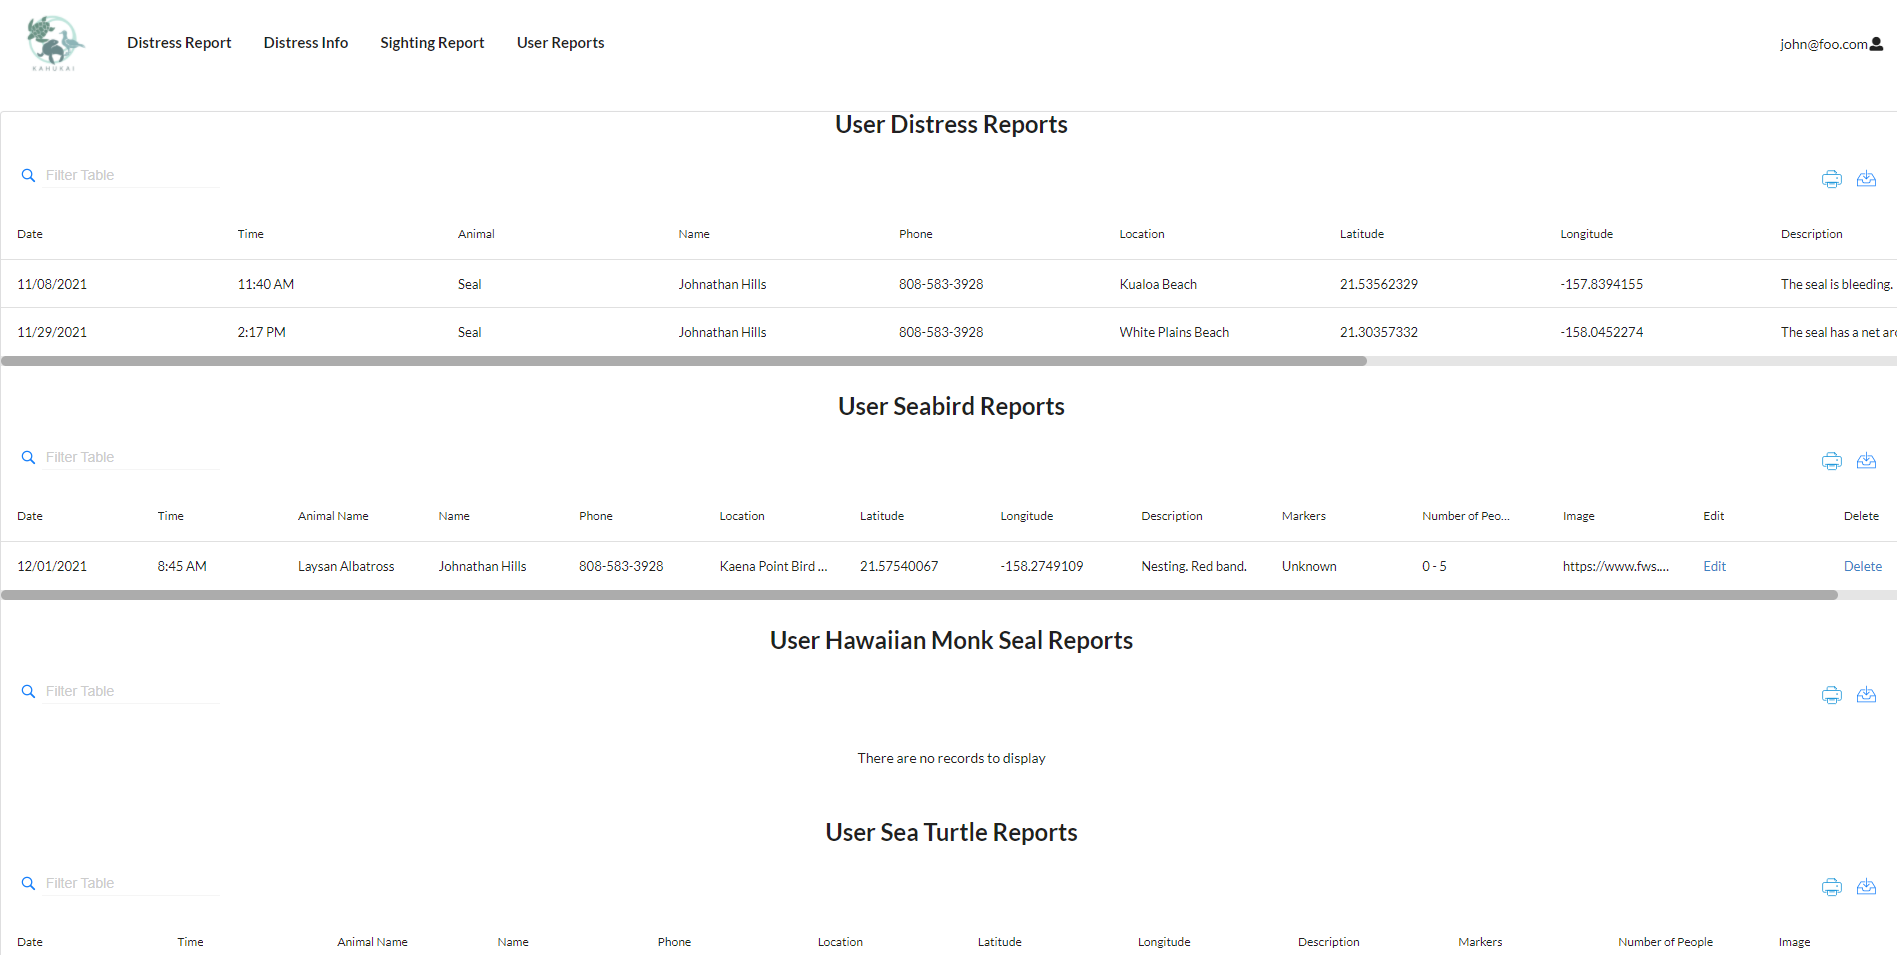 KAHUKAI
Distress Report Distress Info Sighting Report User Reports john@foo.com
User Distress Reports
Filter Table
Date Time Animal Name Phone Location Latitude Longitude Description
11/08/2021 11:40 AM Seal Johnathan Hills 808-583-3928 Kualoa Beach 21.53562329 -157.8394155 The seal is bleeding.
11/29/2021 2:17 PM Seal Johnathan Hills 808-583-3928 White Plains Beach 21.30357332 -158.0452274 The seal has a net arc
User Seabird Reports
Filter Table
Date Time Animal Name Name Phone Location Latitude Longitude Description Markers Number of Peo... Image Edit Delete
12/01/2021 8:45 AM Laysan Albatross Johnathan Hills 808-583-3928 Kaena Point Bird ... 21.57540067 -158.2749109 Nesting. Red band. Unknown 0 - 5 https://www.fws.... Edit Delete
User Hawaiian Monk Seal Reports
Filter Table
There are no records to display
User Sea Turtle Reports
Filter Table
Date Time Animal Name Name Phone Location Latitude Longitude Description Markers Number of People Image